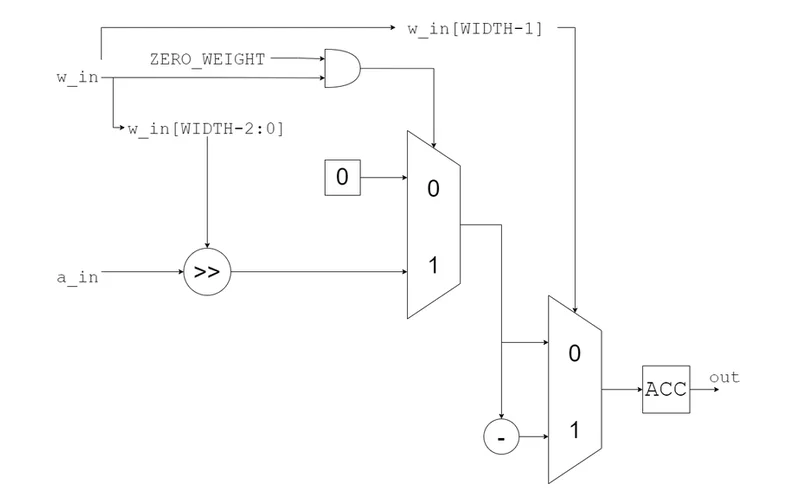 w_in[WIDTH-1]
ZERO_WEIGHT
w_in
w_in[WIDTH-2:0]
0
0
1
>>
a_in
0
out
ACC
1
-